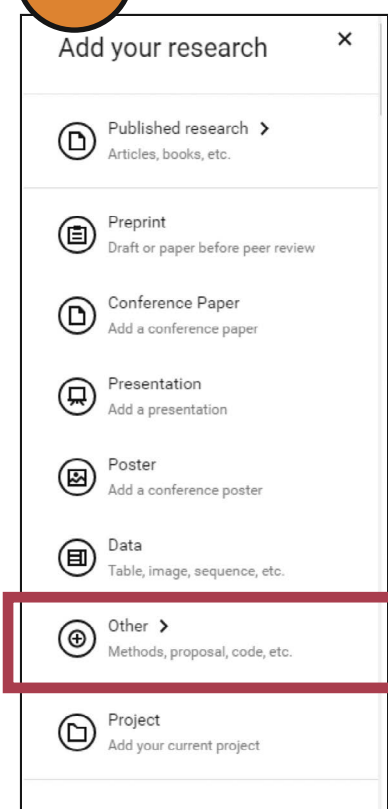 Add your research ×
Published research >
Articles, books, etc.
Preprint
Draft or paper before peer review
Conference Paper
Add a conference paper
Presentation
Add a presentation
Poster
Add a conference poster
Data
Table, image, sequence, etc.
Other >
Methods, proposal, code, etc.
Project
Add your current project